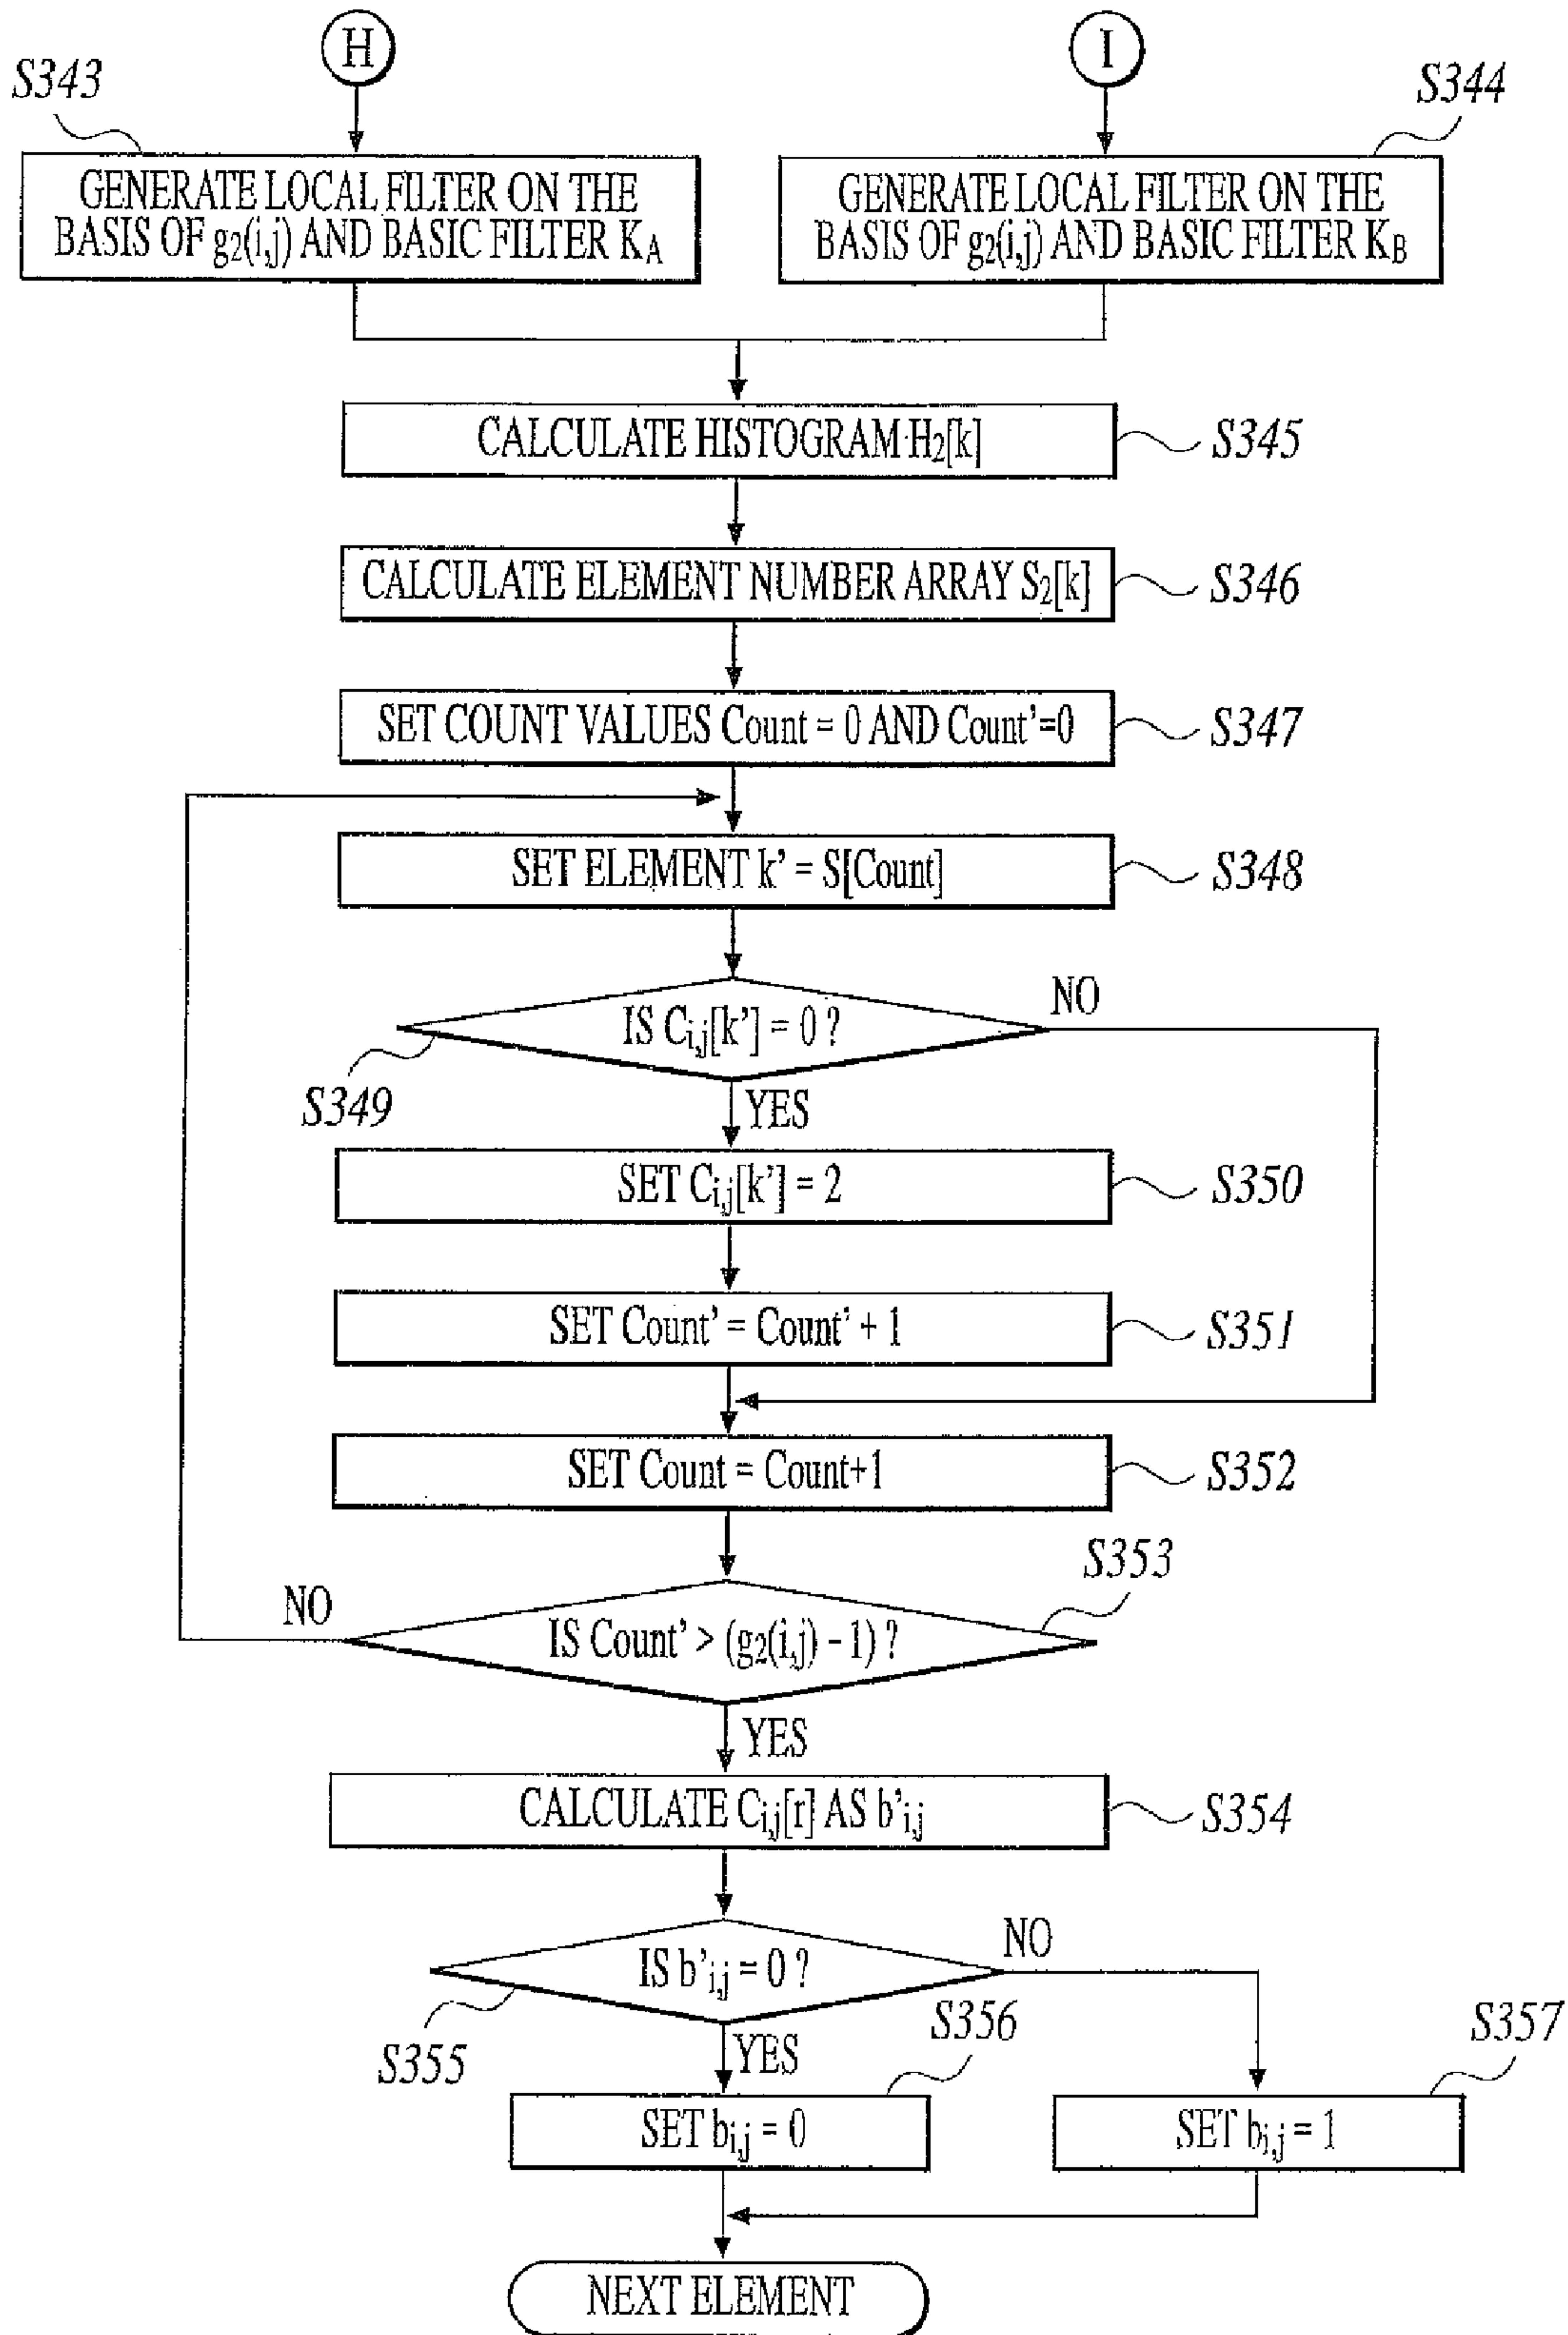 H
I
S343
S344
GENERATE LOCAL FILTER ON THE
BASIS OF g2(i,j) AND BASIC FILTER KA
GENERATE LOCAL FILTER ON THE
BASIS OF g2(i,j) AND BASIC FILTER KB
CALCULATE HISTOGRAM H2[k]
S345
CALCULATE ELEMENT NUMBER ARRAY S2[k]
S346
SET COUNT VALUES Count = 0 AND Count'=0
S347
SET ELEMENT k' = S[Count]
S348
IS Ci,j[k'] = 0 ?
NO
S349
YES
SET Ci,j[k'] = 2
S350
SET Count' = Count' + 1
S351
SET Count = Count+1
S352
S353
NO
IS Count' > (g2(i,j) - 1) ?
YES
CALCULATE Ci,j[r] AS b'i,j
S354
IS b'i,j = 0 ?
NO
S355
YES
S356
S357
SET bi,j = 0
SET bi,j = 1
NEXT ELEMENT